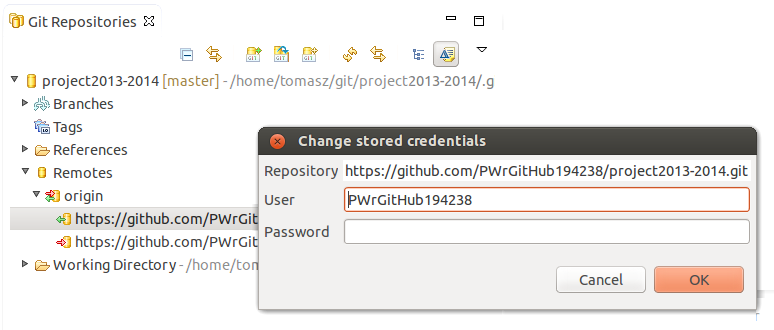 Git Repositories
project2013-2014 [master] - /home/tomasz/git/project2013-2014/.g
Branches
Tags
References
Remotes
origin
https://github.com/PWrGit
https://github.com/PWrGit
Working Directory - /home/tom
Change stored credentials
Repository https://github.com/PWrGitHub194238/project2013-2014.git
User PWrGitHub194238
Password
Cancel OK